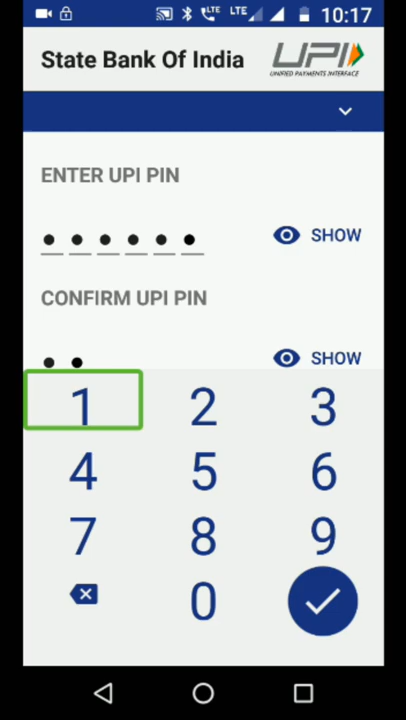 LTE LTE 10:17
State Bank Of India UPI
UNIFIED PAYMENTS INTERFACE
ENTER UPI PIN
SHOW
CONFIRM UPI PIN
SHOW
1 2 3
4 5 6
7 8 9
0